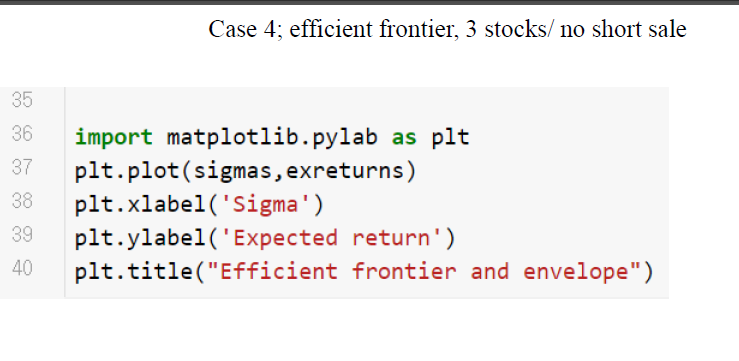 Case 4; efficient frontier, 3 stocks/ no short sale
35
36 import matplotlib.pylab as plt
37 plt.plot(sigmas,exreturns)
38 plt.xlabel('Sigma')
39 plt.ylabel('Expected return')
40 plt.title("Efficient frontier and envelope")